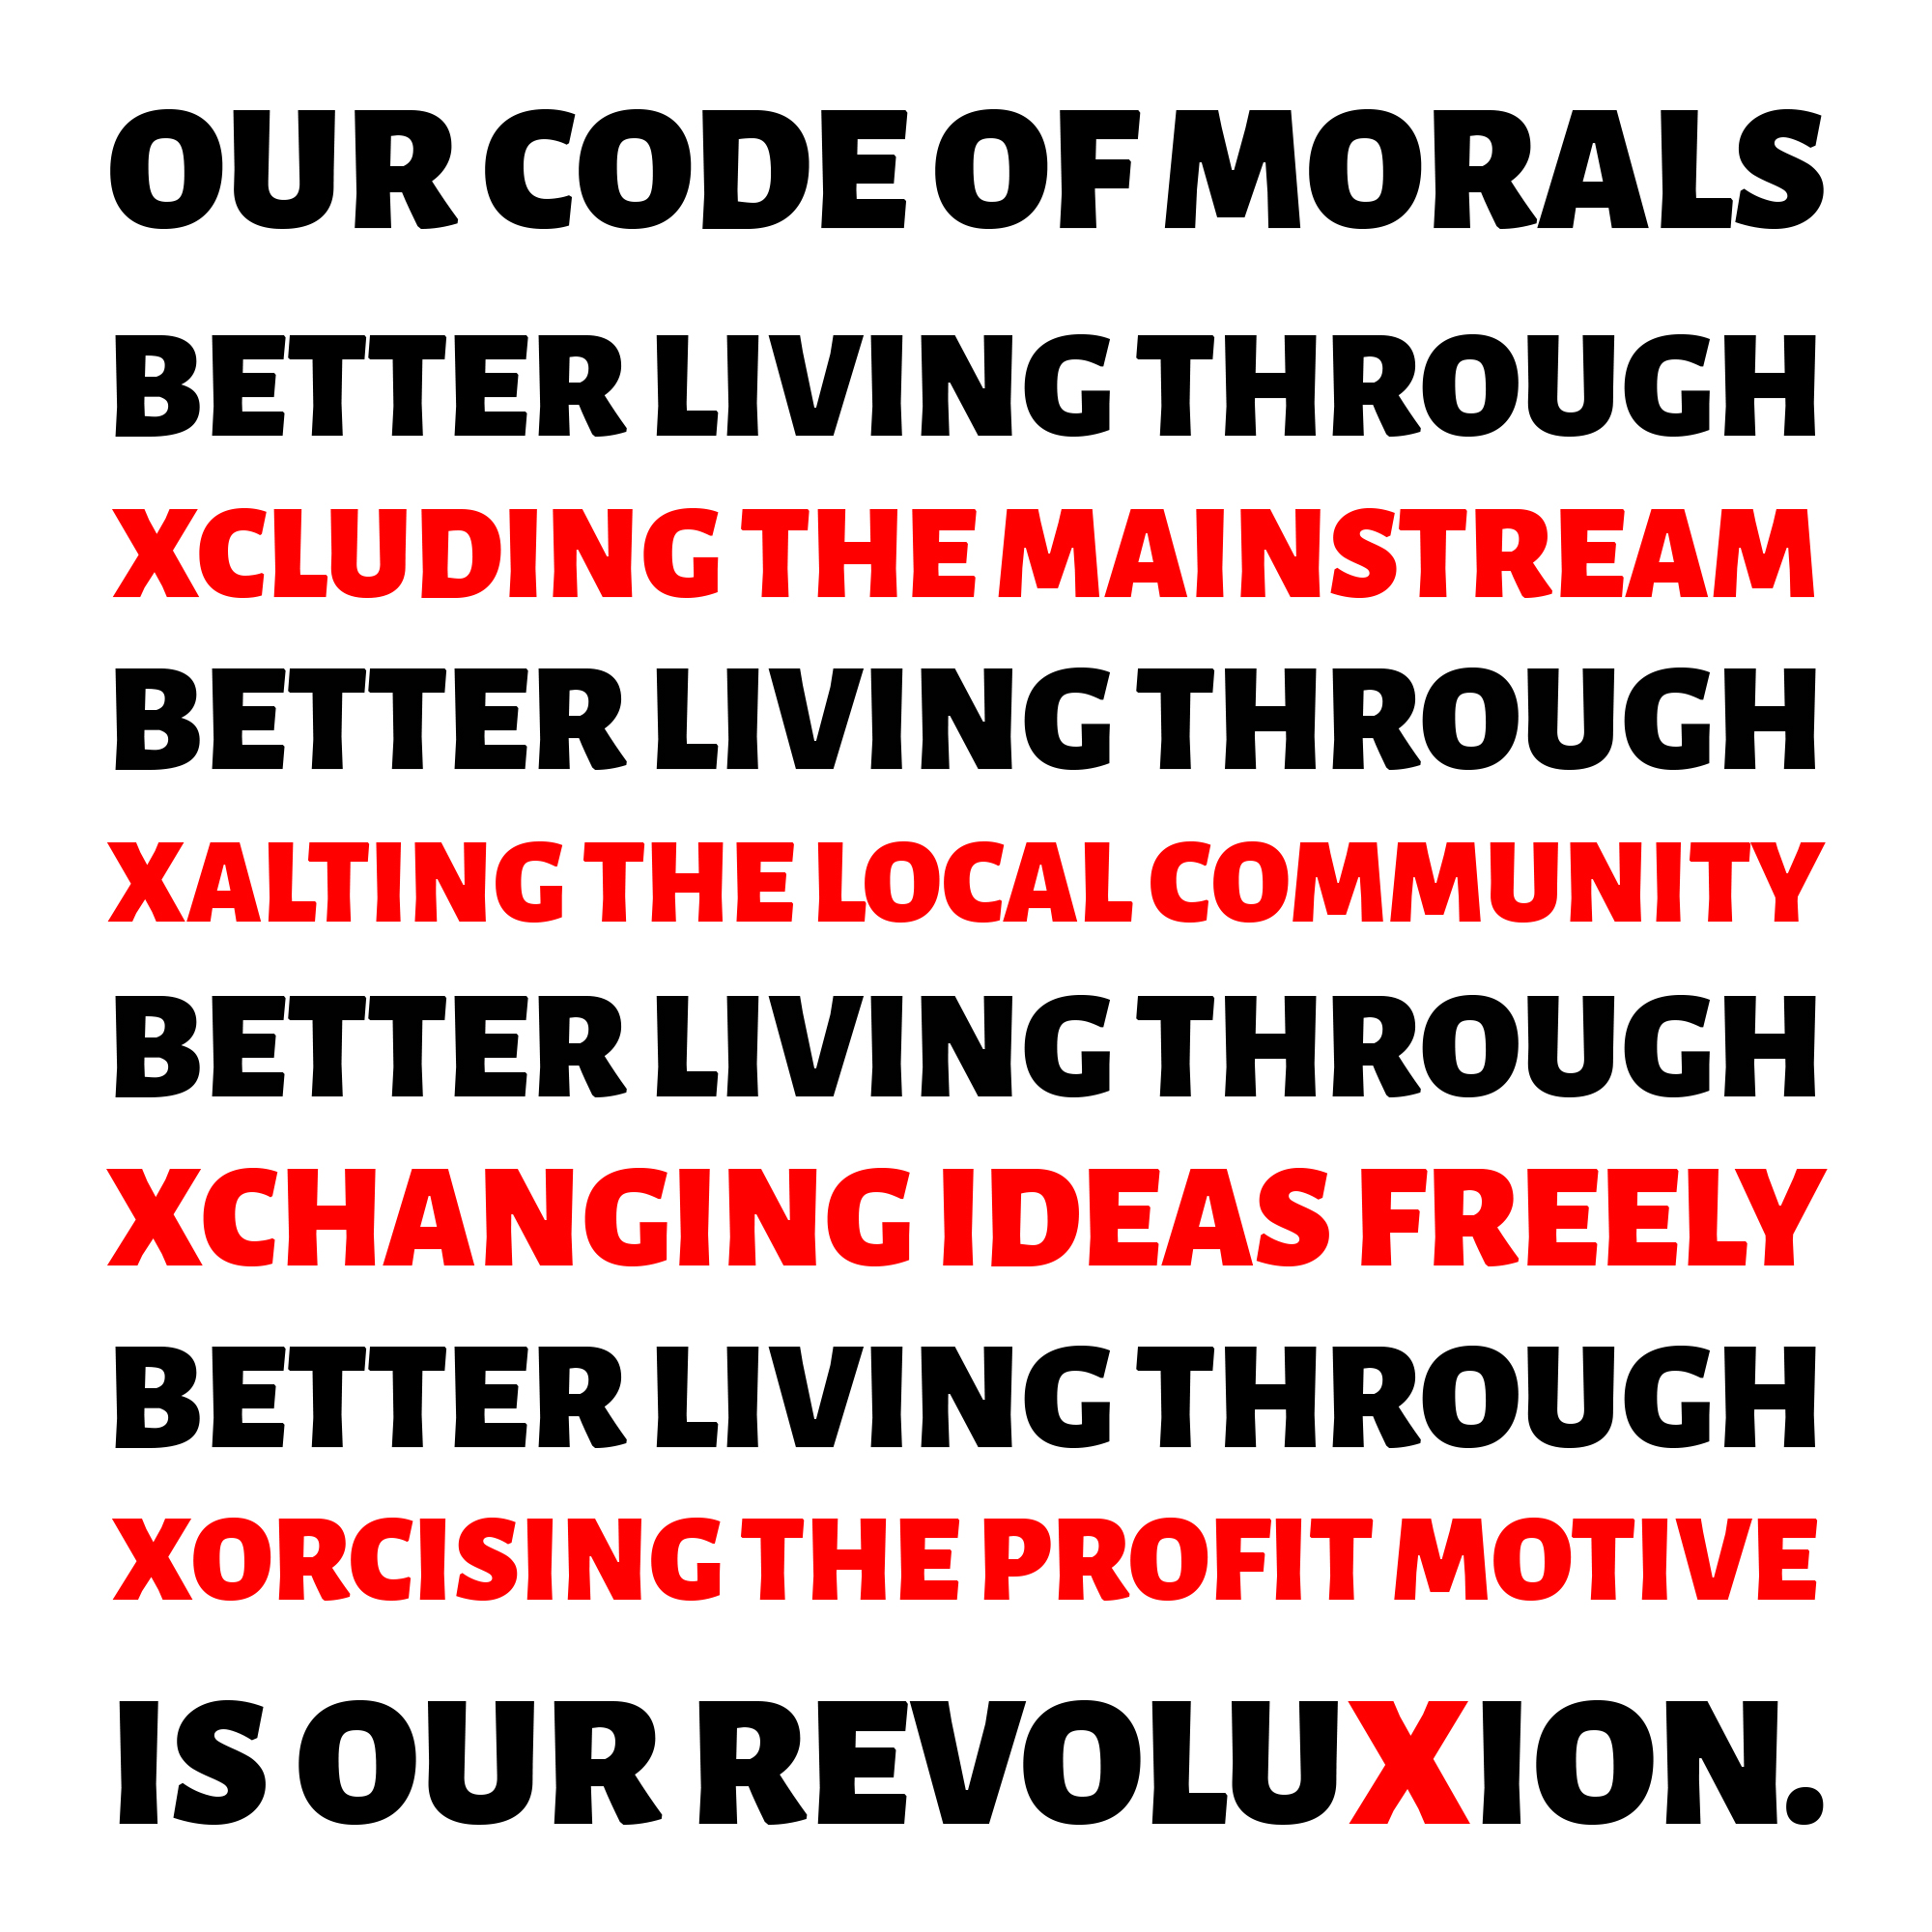 OUR CODE OF MORALS
BETTER LIVING THROUGH
XCLUDING THE MAINSTREAM
BETTER LIVING THROUGH
XALTING THE LOCAL COMMUNITY
BETTER LIVING THROUGH
XCHANGING IDEAS FREELY
BETTER LIVING THROUGH
XORCISING THE PROFIT MOTIVE
IS OUR REVOLUXION.